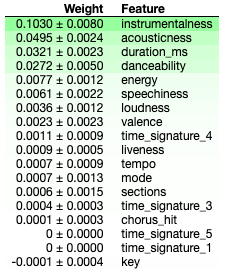 Weight Feature
0.1030 ± 0.0080 instrumentalness
0.0495 ± 0.0024 acousticness
0.0321 ± 0.0023 duration_ms
0.0272 ± 0.0050 danceability
0.0077 ± 0.0012 energy
0.0061 ± 0.0022 speechiness
0.0036 ± 0.0012 loudness
0.0023 ± 0.0023 valence
0.0011 ± 0.0009 time_signature_4
0.0009 ± 0.0005 liveness
0.0007 ± 0.0009 tempo
0.0007 ± 0.0013 mode
0.0006 ± 0.0015 sections
0.0004 ± 0.0003 time_signature_3
0.0001 ± 0.0003 chorus_hit
0 ± 0.0000 time_signature_5
0 ± 0.0000 time_signature_1
-0.0001 ± 0.0004 key